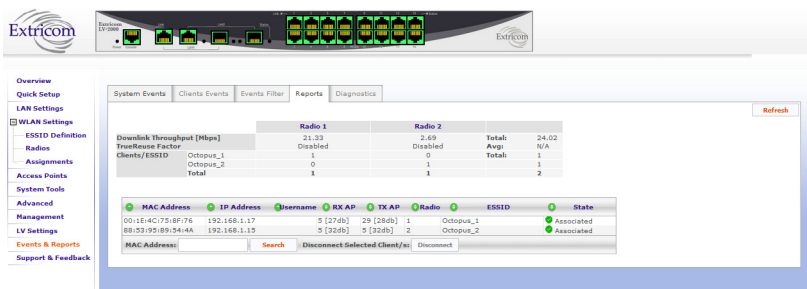 Extricom
Extricom
LV-2000
Extricom
Overview
Quick Setup
LAN Settings
WLAN Settings
ESSID Definition
Radios
Assignments
Access Points
System Tools
Advanced
Management
LV Settings
Events & Reports
Support & Feedback
System Events Clients Events Events Filter Reports Diagnostics
Refresh
Radio 1 Radio 2
Downlink Throughput [Mbps] 21.33 2.69 Total: 24.02
TrueReuse Factor Disabled Disabled Avg: N/A
Clients/ESSID Octopus_1 1 0 Total: 1
Octopus_2 0 1 1
Total 1 1 2
MAC Address IP Address Username RX AP TX AP Radio ESSID State
00:1E:4C:75:8F:76 192.168.1.17 5 [27db] 29 [28db] 1 Octopus_1 Associated
88:53:95:89:54:4A 192.168.1.15 5 [32db] 5 [32db] 2 Octopus_2 Associated
MAC Address: Search Disconnect Selected Client/s: Disconnect